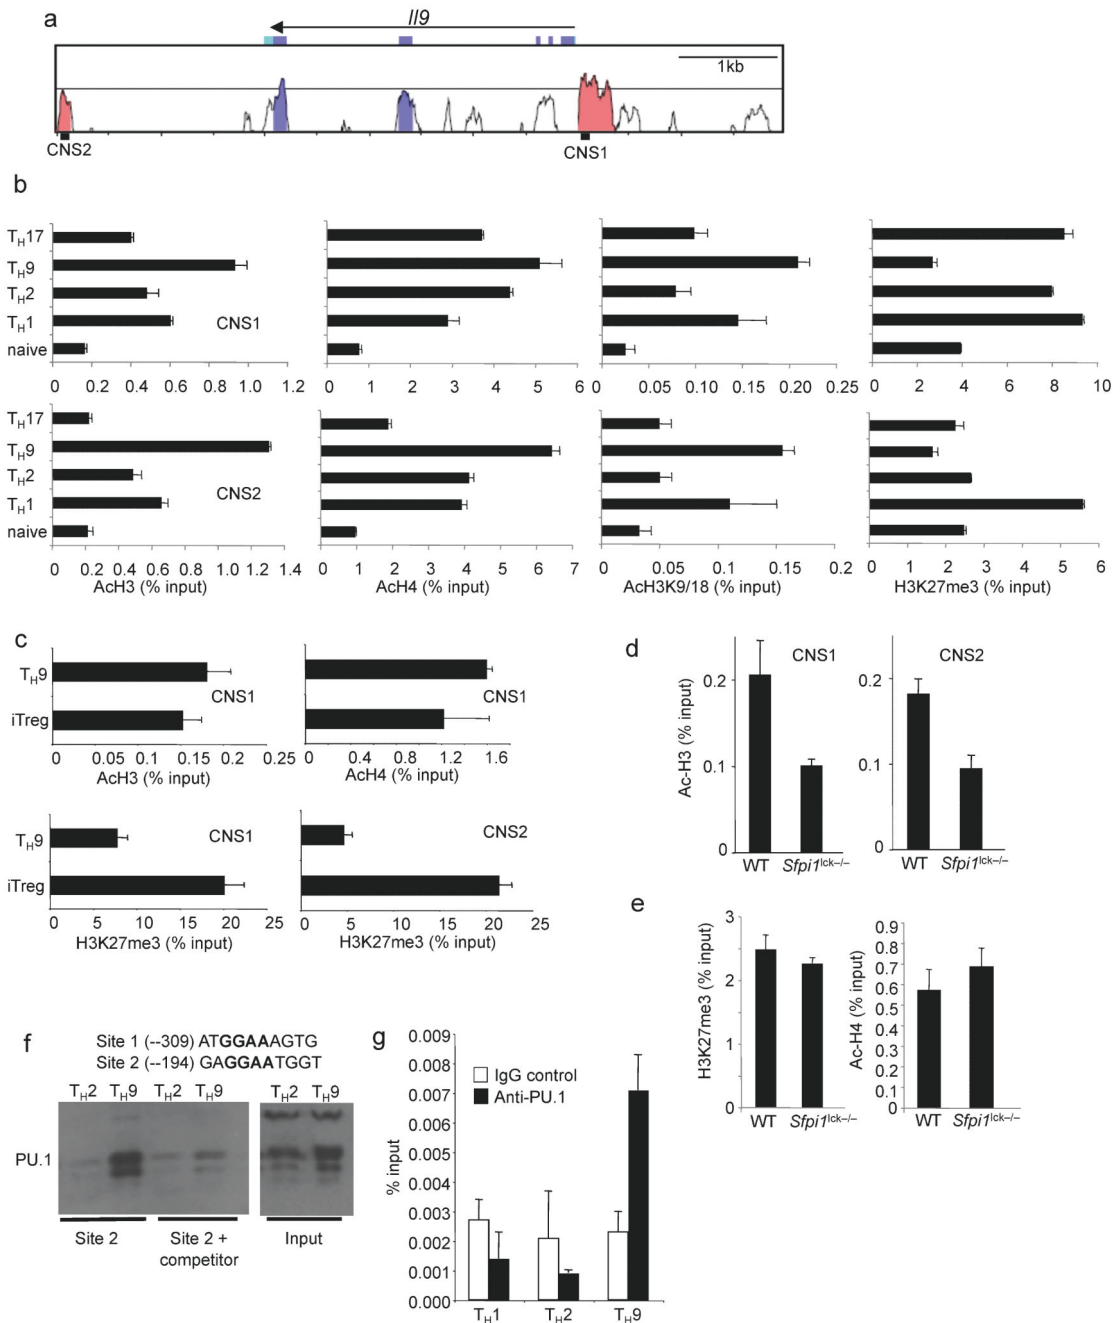 a
Il9
1kb
CNS2
CNS1
b
TH17
TH9
TH2
TH1
naive
CNS1
0 0.2 0.4 0.6 0.8 1.0 1.2
0 1 2 3 4 5 6
0 0.05 0.10 0.15 0.20 0.25
0 2 4 6 8 10
TH17
TH9
TH2
TH1
naive
CNS2
0 0.2 0.4 0.6 0.8 1.0 1.2 1.4
0 1 2 3 4 5 6 7
0 0.05 0.10 0.15 0.20
0 1 2 3 4 5 6
AcH3 (% input)
AcH4 (% input)
AcH3K9/18 (% input)
H3K27me3 (% input)
c
TH9
iTreg
CNS1
0 0.05 0.10 0.15 0.20 0.25
AcH3 (% input)
CNS1
0 0.4 0.8 1.2 1.6
AcH4 (% input)
TH9
iTreg
CNS1
0 5 10 15 20 25
H3K27me3 (% input)
CNS2
0 5 10 15 20 25
H3K27me3 (% input)
d
CNS1
CNS2
Ac-H3 (% input)
0.2
0.1
0
0.2
0.1
0
WT Sfpi1lck–/–
WT Sfpi1lck–/–
e
H3K27me3 (% input)
3
2
1
0
WT Sfpi1lck–/–
Ac-H4 (% input)
0.9
0.8
0.7
0.6
0.5
0.4
0.3
0.2
0.1
0
WT Sfpi1lck–/–
f
Site 1 (--309) ATGGAAAGTG
Site 2 (--194) GAGGAATGGT
TH2 TH9 TH2 TH9 TH2 TH9
PU.1
Site 2
Site 2 +
competitor
Input
g
% input
0.009
0.008
0.007
0.006
0.005
0.004
0.003
0.002
0.001
0.000
IgG control
Anti-PU.1
TH1 TH2 TH9